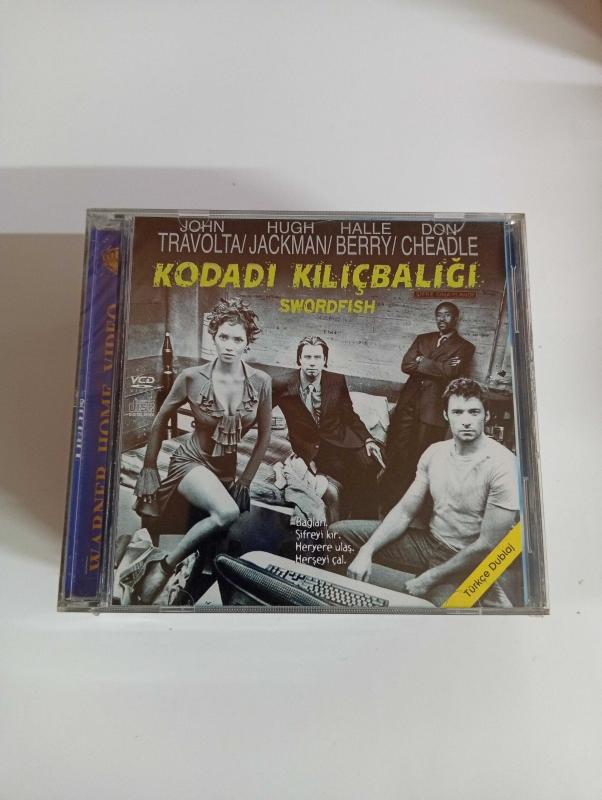 JOHN HUGH HALLE DON
TRAVOLTA/ JACKMAN/ BERRY/ CHEADLE
KODADI KILIÇBALIĞI
SWORDFISH
VCD
Bağlan.
Şifreyi kır.
Heryere ulaş.
Herşeyi çal.
Türkçe Dublaj
WARNER HOME VIDEO